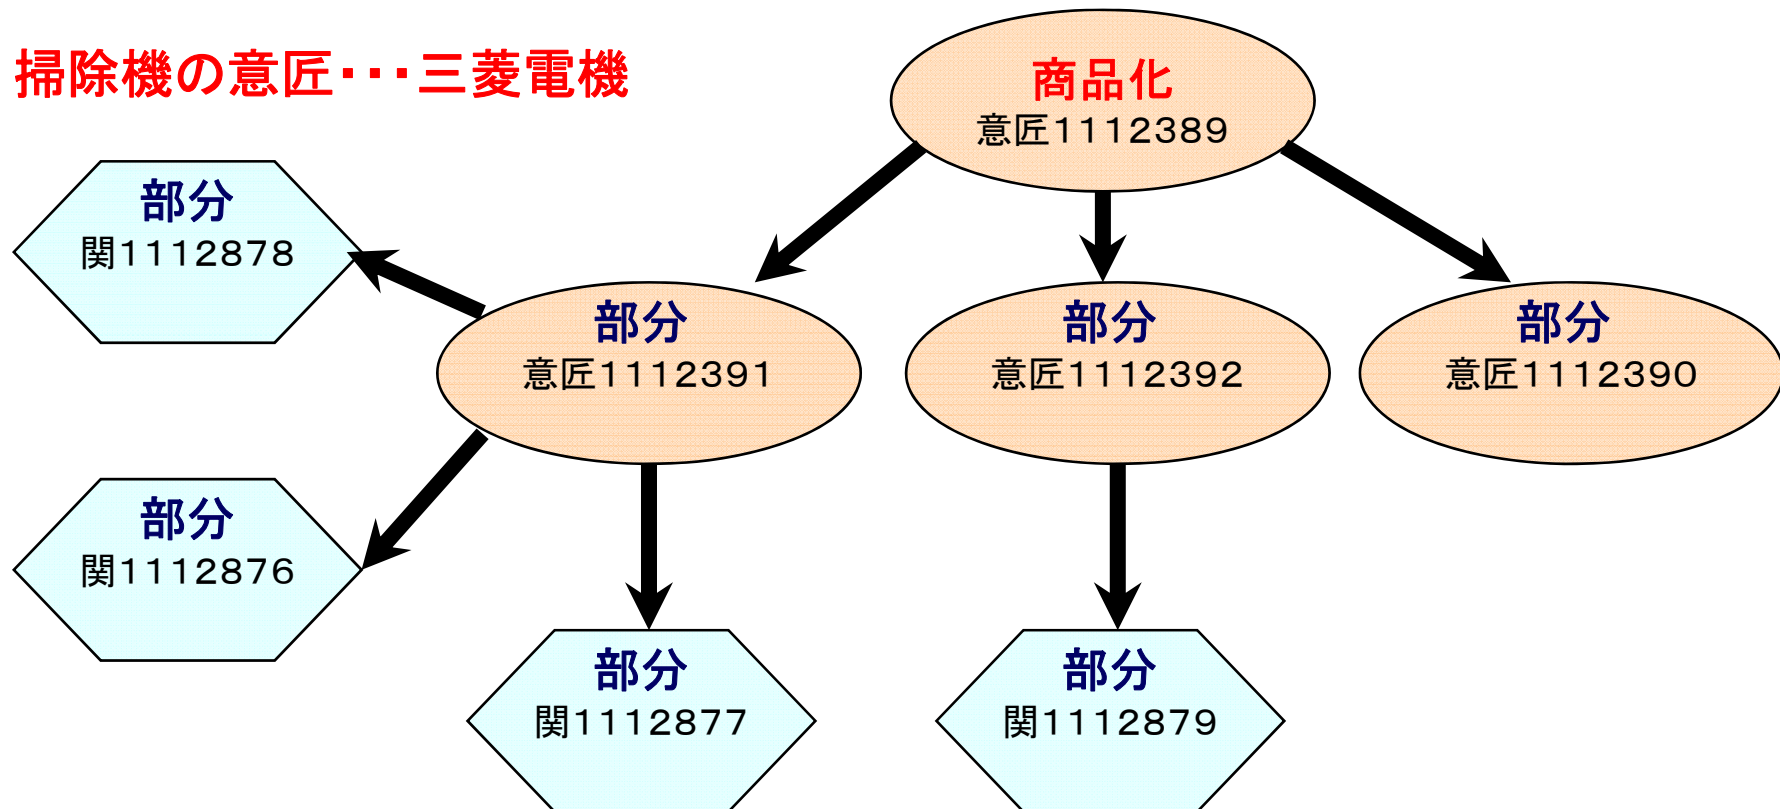 掃除機の意匠・・・三菱電機
商品化
意匠１１１２３８９
部分
関１１１２８７８
部分
意匠１１１２３９１
部分
意匠１１１２３９２
部分
意匠１１１２３９０
部分
関１１１２８７６
部分
関１１１２８７７
部分
関１１１２８７９